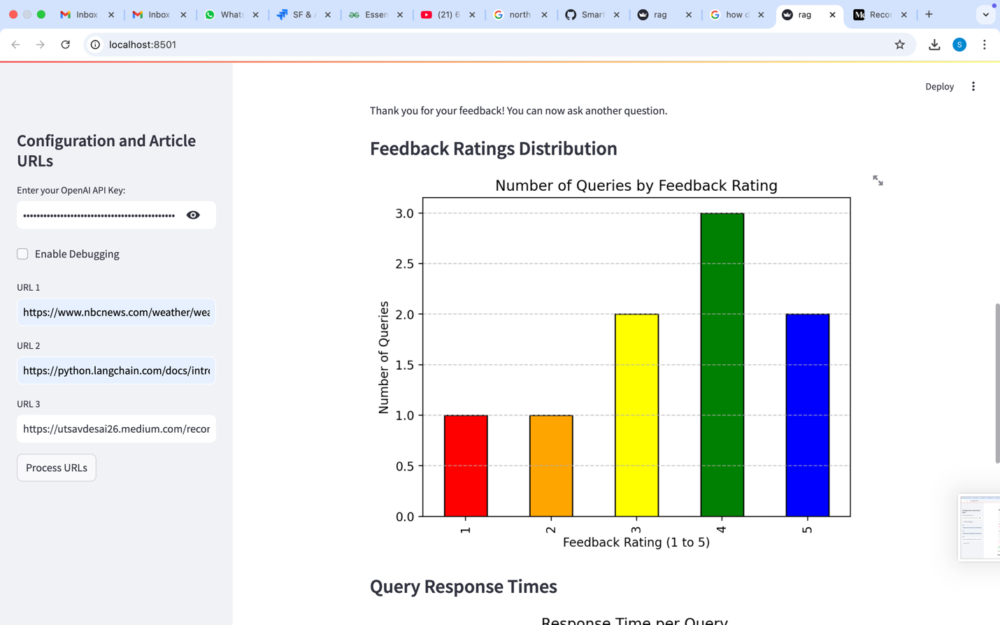 Inbox
Inbox
What
SF &
Essen
(21) 6
north
Smar
rag
how d
rag
Recor
localhost:8501
S
Deploy
Configuration and Article
URLs
Enter your OpenAI API Key:
Enable Debugging
URL 1
https://www.nbcnews.com/weather/wea
URL 2
https://python.langchain.com/docs/intro
URL 3
https://utsavdesai26.medium.com/recor
Process URLs
Thank you for your feedback! You can now ask another question.
Feedback Ratings Distribution
Number of Queries by Feedback Rating
Number of Queries
3.0
2.5
2.0
1.5
1.0
0.5
0.0
1 2 3 4 5
Feedback Rating (1 to 5)
Query Response Times
Response Time per Query